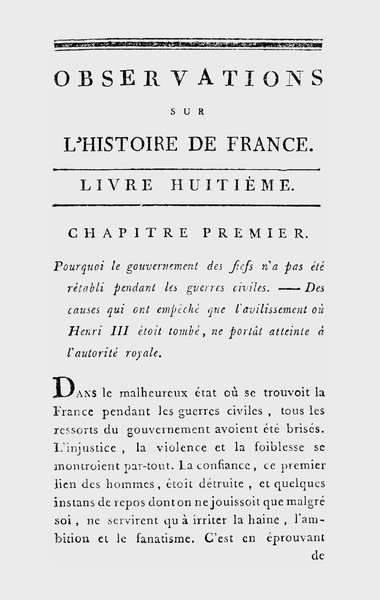 OBSERVATIONS
SUR
L'HISTOIRE DE FRANCE.
LIVRE HUITIÈME.
CHAPITRE PREMIER.
Pourquoi le gouvernement des fiefs n'a pas été
rétabli pendant les guerres civiles. — Des
causes qui ont empéché que l'avilissement où
Henri III étoit tombé, ne portât atteinte à
l'autorité royale.
DANS le malheureux état où se trouvoit la
France pendant les guerres civiles, tous les
ressorts du gouvernement avoient été brisés.
L'injustice, la violence et la foiblesse se
montroient par-tout. La confiance, ce premier
lien des hommes, étoit détruite, et quelques
instans de repos dont on ne jouissoit que malgré
soi, ne servirent qu'à irriter la haine, l'am-
bition et le fanatisme. C'est en éprouvant
de